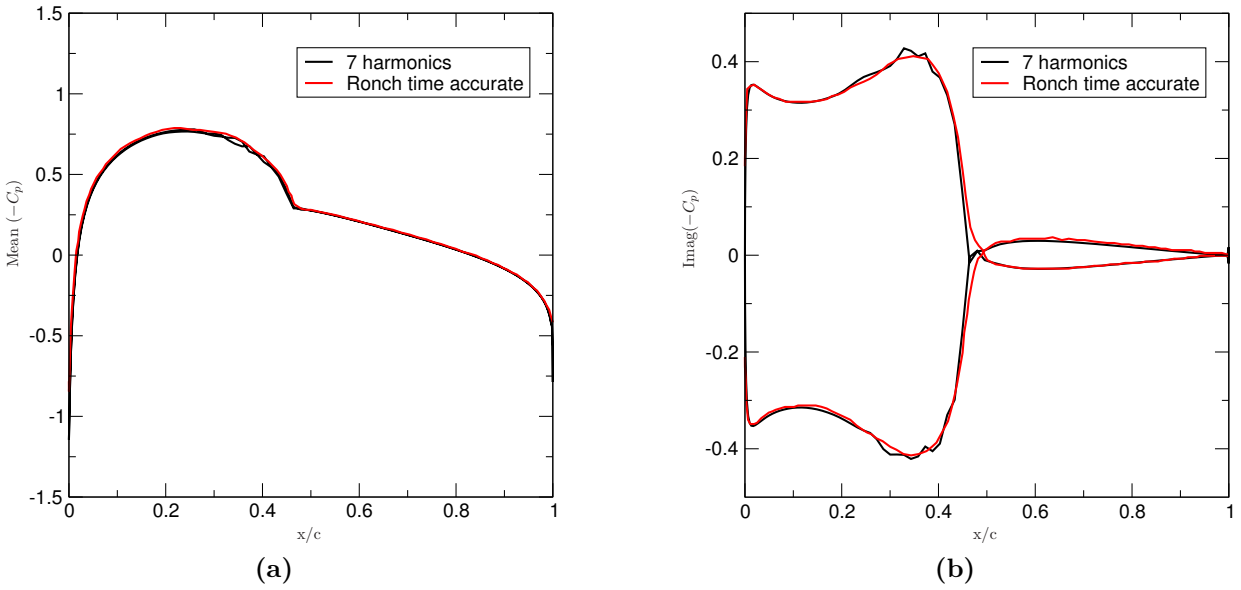 1.5
1
0.5
0
-0.5
-1
-1.5
Mean (−Cₚ)
7 harmonics
Ronch time accurate
0 0.2 0.4 0.6 0.8 1
x/c
(a)
0.4
0.2
0
-0.2
-0.4
Imag(−Cₚ)
7 harmonics
Ronch time accurate
0 0.2 0.4 0.6 0.8 1
x/c
(b)